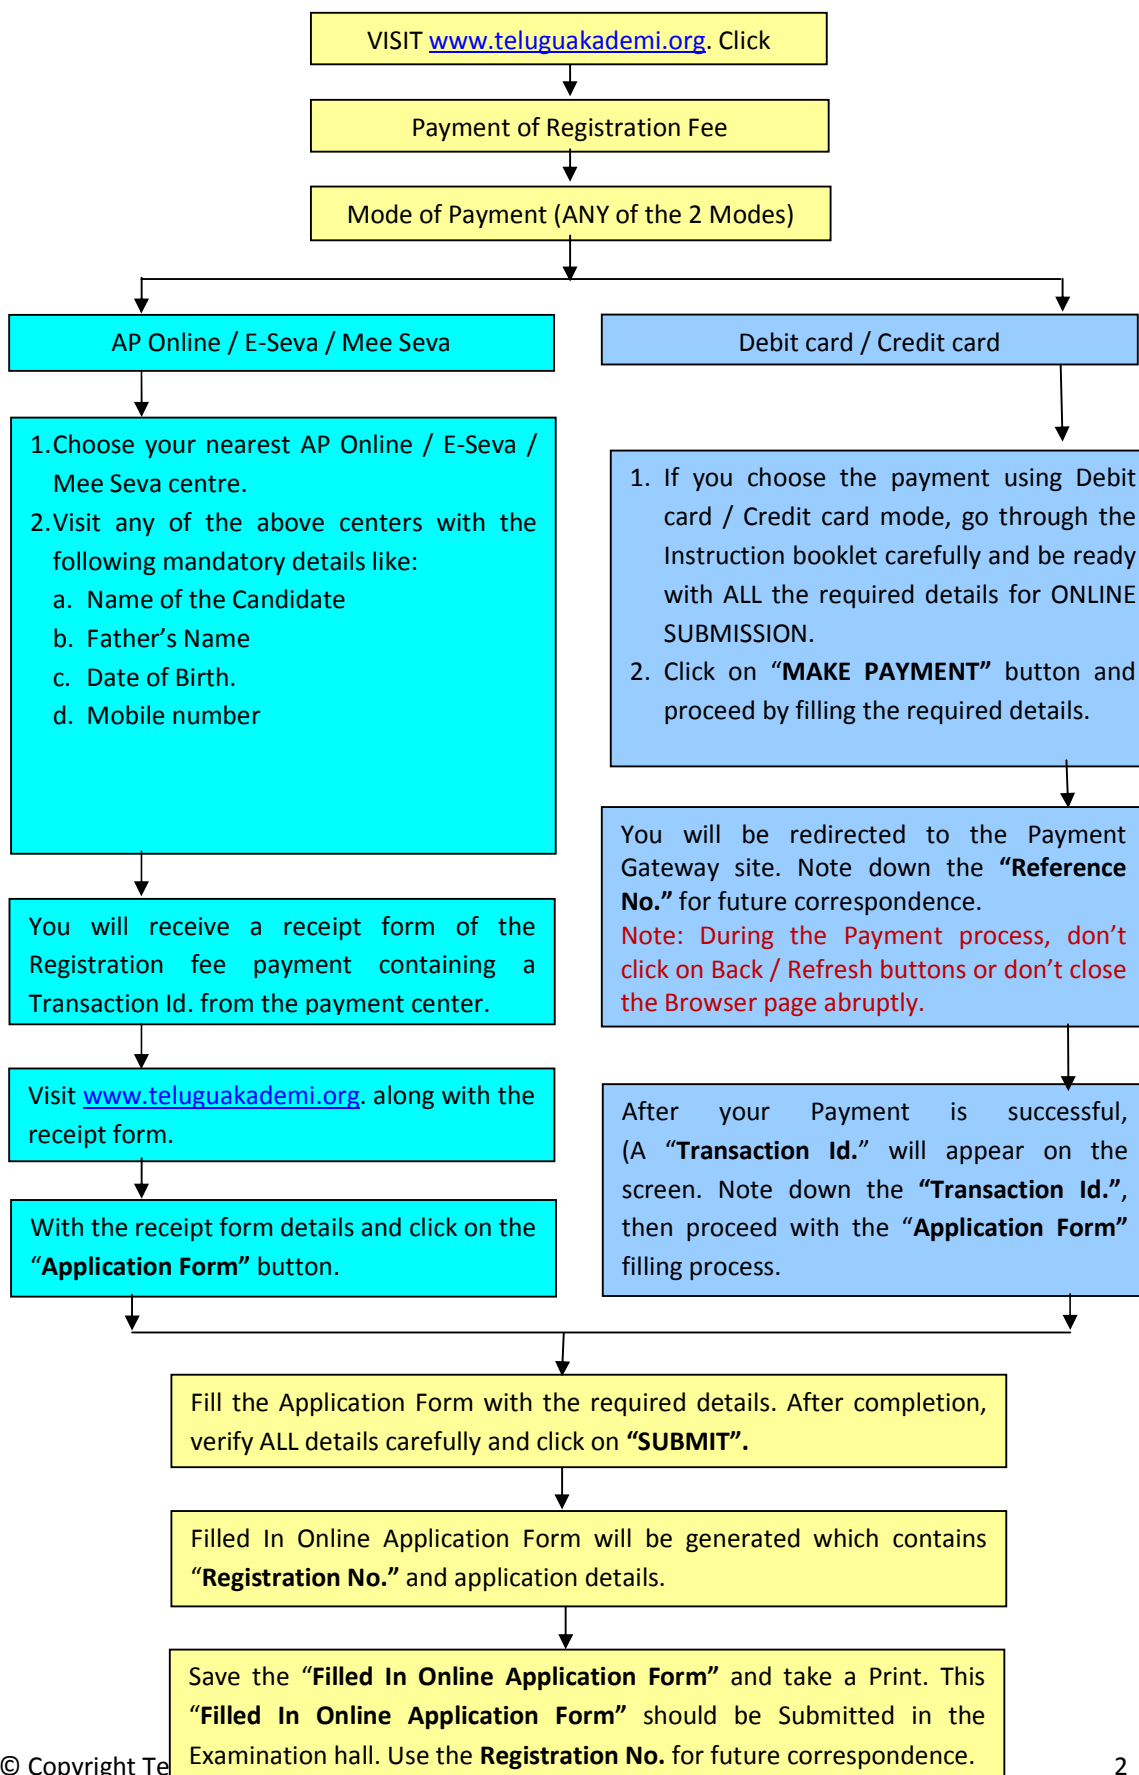 VISIT www.teluguakademi.org. Click
Payment of Registration Fee
Mode of Payment (ANY of the 2 Modes)
AP Online / E-Seva / Mee Seva
1.Choose your nearest AP Online / E-Seva /
Mee Seva centre.
2.Visit any of the above centers with the
following mandatory details like:
a. Name of the Candidate
b. Father’s Name
c. Date of Birth.
d. Mobile number
You will receive a receipt form of the
Registration fee payment containing a
Transaction Id. from the payment center.
Visit www.teluguakademi.org. along with the
receipt form.
With the receipt form details and click on the
“Application Form” button.
Debit card / Credit card
1. If you choose the payment using Debit
card / Credit card mode, go through the
Instruction booklet carefully and be ready
with ALL the required details for ONLINE
SUBMISSION.
2. Click on “MAKE PAYMENT” button and
proceed by filling the required details.
You will be redirected to the Payment
Gateway site. Note down the “Reference
No.” for future correspondence.
Note: During the Payment process, don’t
click on Back / Refresh buttons or don’t close
the Browser page abruptly.
After your Payment is successful,
(A “Transaction Id.” will appear on the
screen. Note down the “Transaction Id.”,
then proceed with the “Application Form”
filling process.
Fill the Application Form with the required details. After completion,
verify ALL details carefully and click on “SUBMIT”.
Filled In Online Application Form will be generated which contains
“Registration No.” and application details.
Save the “Filled In Online Application Form” and take a Print. This
“Filled In Online Application Form” should be Submitted in the
Examination hall. Use the Registration No. for future correspondence.
© Copyright Te
2